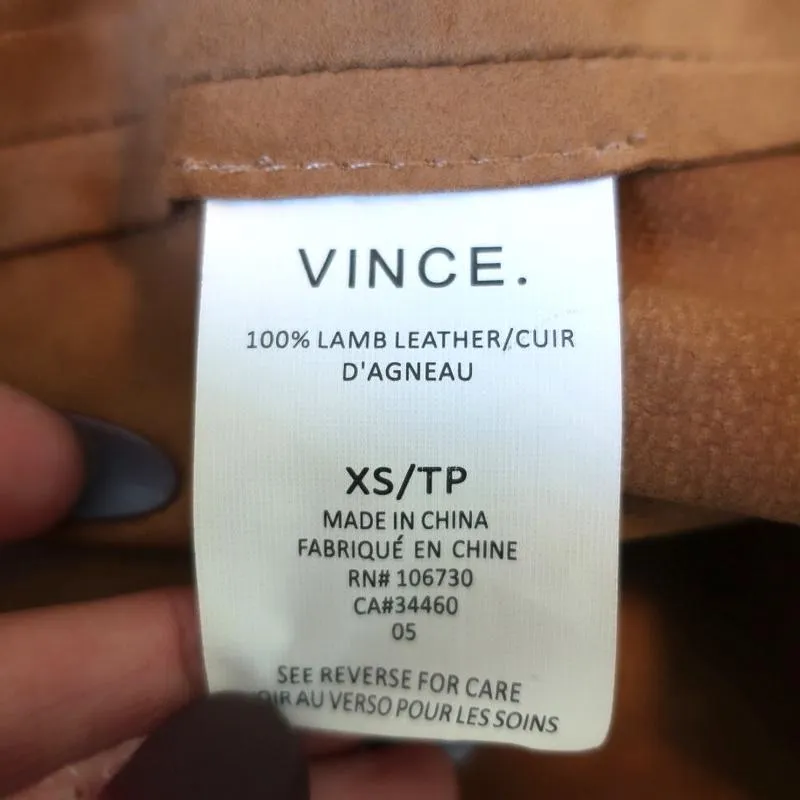 VINCE.
100% LAMB LEATHER/CUIR
D'AGNEAU
XS/TP
MADE IN CHINA
FABRIQUÉ EN CHINE
RN# 106730
CA#34460
05
SEE REVERSE FOR CARE
AU VERSO POUR LES SOINS